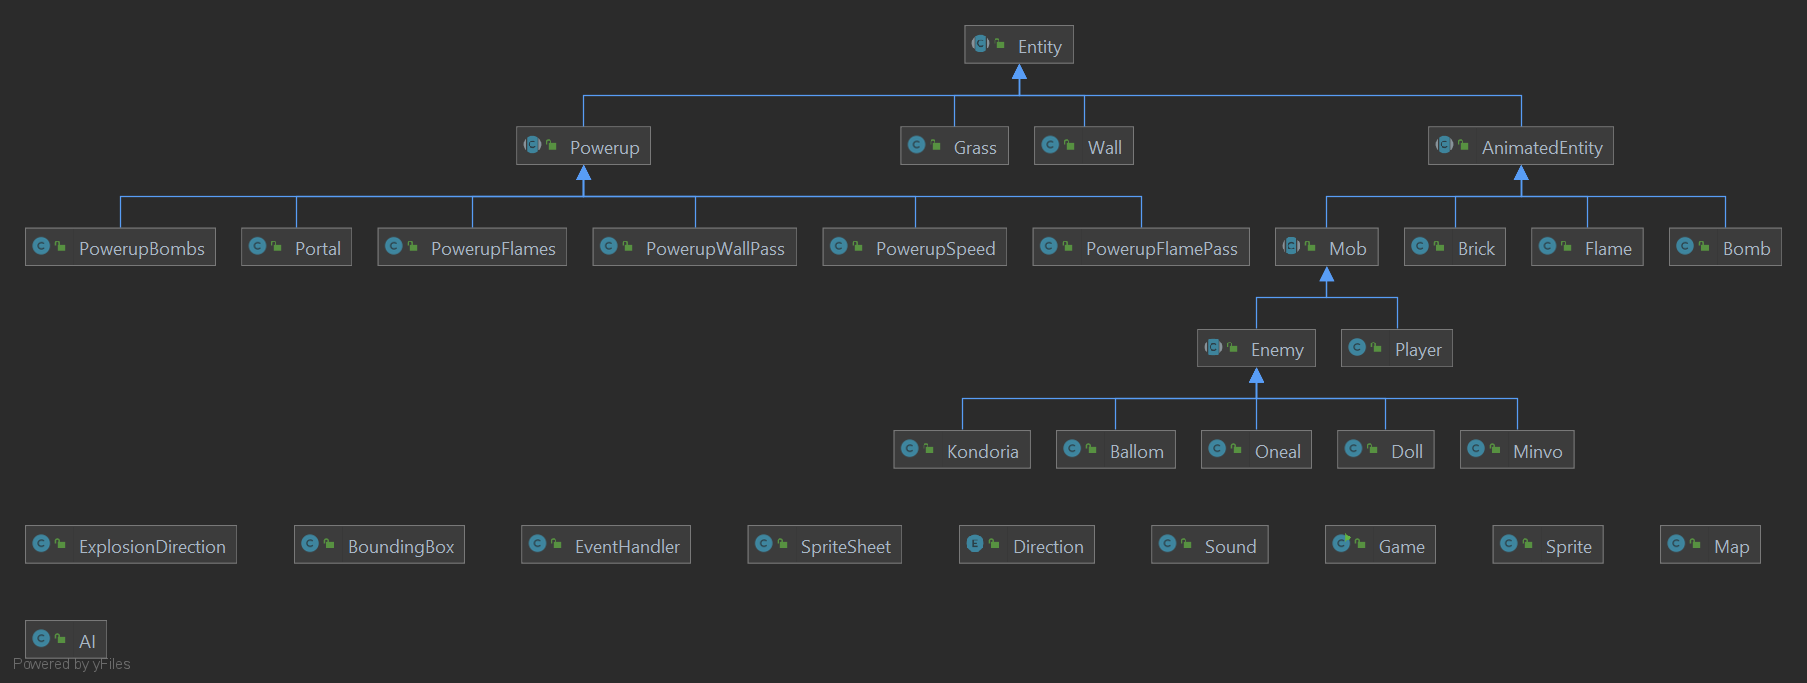 Entity
Powerup Grass Wall AnimatedEntity
PowerupBombs Portal PowerupFlames PowerupWallPass PowerupSpeed PowerupFlamePass Mob Brick Flame Bomb
Enemy Player
Kondoria Ballom Oneal Doll Minvo
ExplosionDirection BoundingBox EventHandler SpriteSheet Direction Sound Game Sprite Map
AI
Powered by yFiles